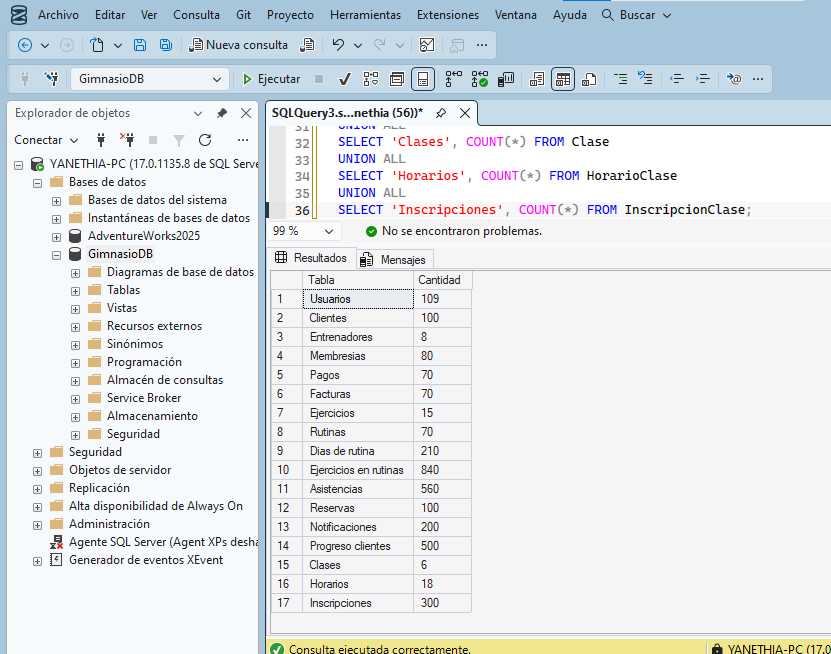 Archivo Editar Ver Consulta Git Proyecto Herramientas Extensiones Ventana Ayuda Buscar
Nueva consulta
GimnasioDB Ejecutar
Explorador de objetos
Conectar
YANETHIA-PC (17.0.1135.8 de SQL Serve
Bases de datos
Bases de datos del sistema
Instantáneas de bases de datos
AdventureWorks2025
GimnasioDB
Diagramas de base de datos
Tablas
Vistas
Recursos externos
Sinónimos
Programación
Almacén de consultas
Service Broker
Almacenamiento
Seguridad
Seguridad
Objetos de servidor
Replicación
Alta disponibilidad de Always On
Administración
Agente SQL Server (Agent XPs desha
Generador de eventos XEvent
SQLQuery3.s...nethia (56))*
31 UNION ALL
32 SELECT 'Clases', COUNT(*) FROM Clase
33 UNION ALL
34 SELECT 'Horarios', COUNT(*) FROM HorarioClase
35 UNION ALL
36 SELECT 'Inscripciones', COUNT(*) FROM InscripcionClase;
99 % No se encontraron problemas.
Resultados Mensajes
Tabla Cantidad
1 Usuarios 109
2 Clientes 100
3 Entrenadores 8
4 Membresias 80
5 Pagos 70
6 Facturas 70
7 Ejercicios 15
8 Rutinas 70
9 Dias de rutina 210
10 Ejercicios en rutinas 840
11 Asistencias 560
12 Reservas 100
13 Notificaciones 200
14 Progreso clientes 500
15 Clases 6
16 Horarios 18
17 Inscripciones 300
Consulta ejecutada correctamente. YANETHIA-PC (17.0